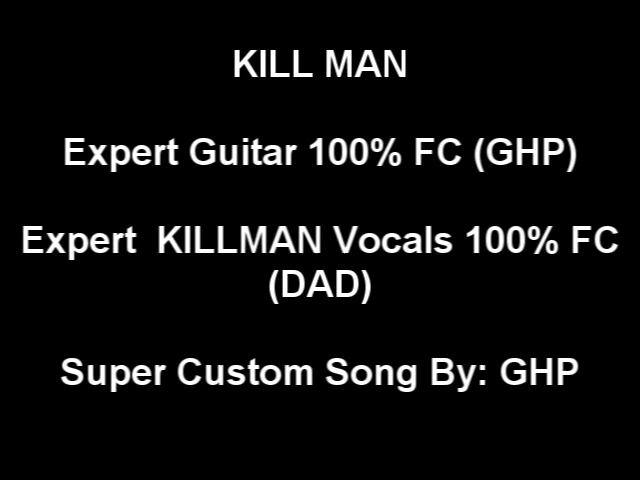 KILL MAN
Expert Guitar 100% FC (GHP)
Expert  KILLMAN Vocals 100% FC
(DAD)
Super Custom Song By: GHP